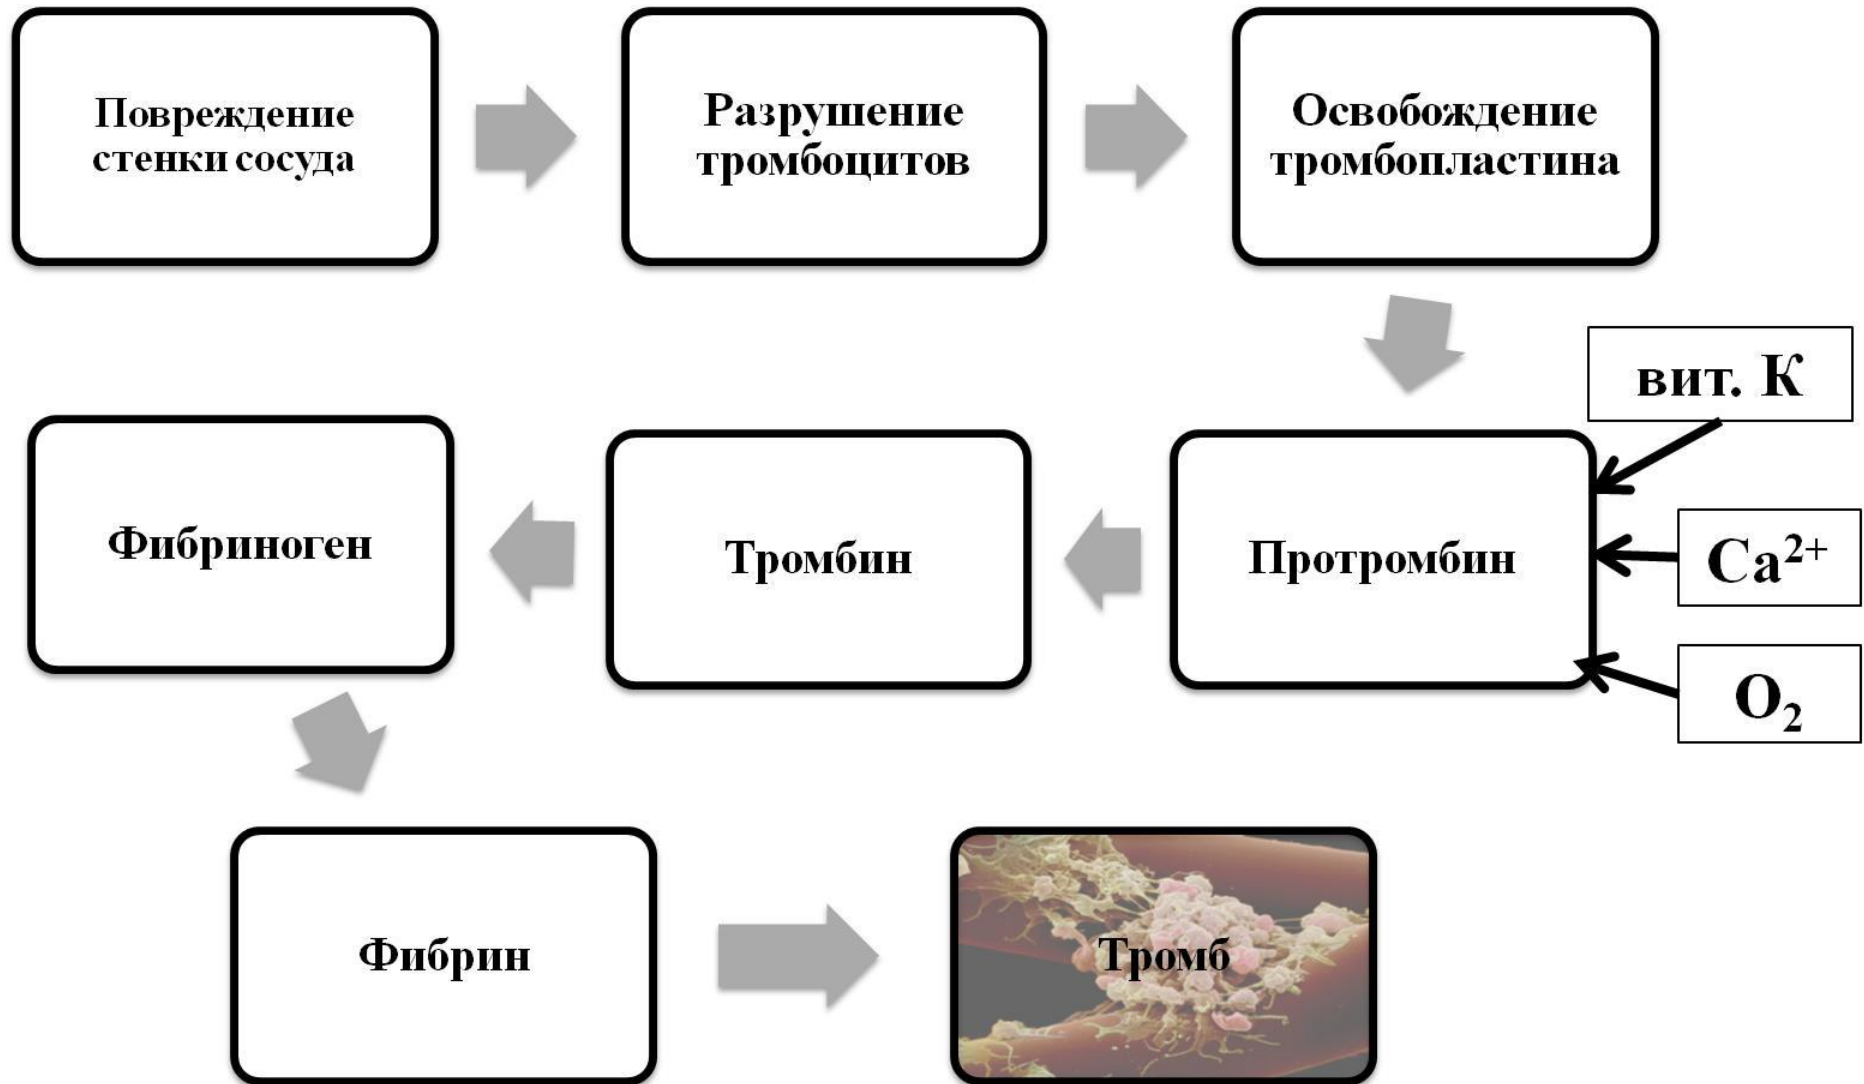 Повреждение
стенки сосуда
Разрушение
тромбоцитов
Освобождение
тромбопластина
вит. К
Фибриноген
Тромбин
Протромбин
Ca²⁺
O₂
Фибрин
Тромб